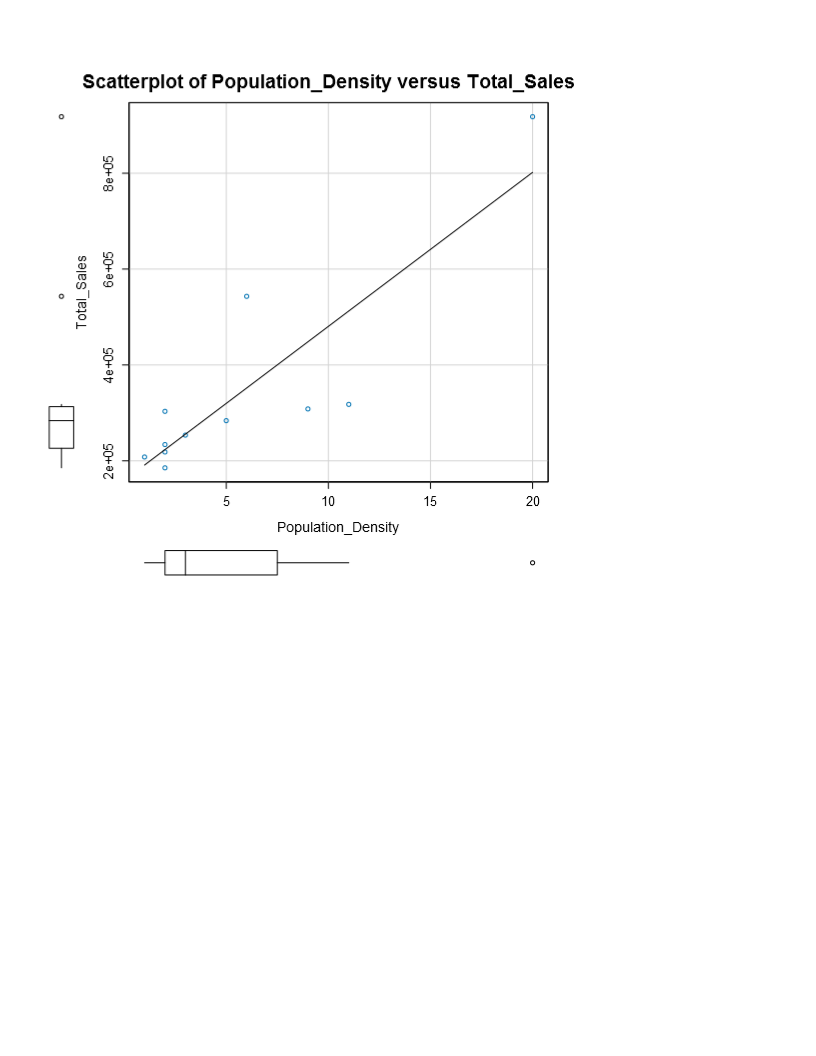 Scatterplot of Population_Density versus Total_Sales
8e+05
6e+05
4e+05
2e+05
Total_Sales
5 10 15 20
Population_Density